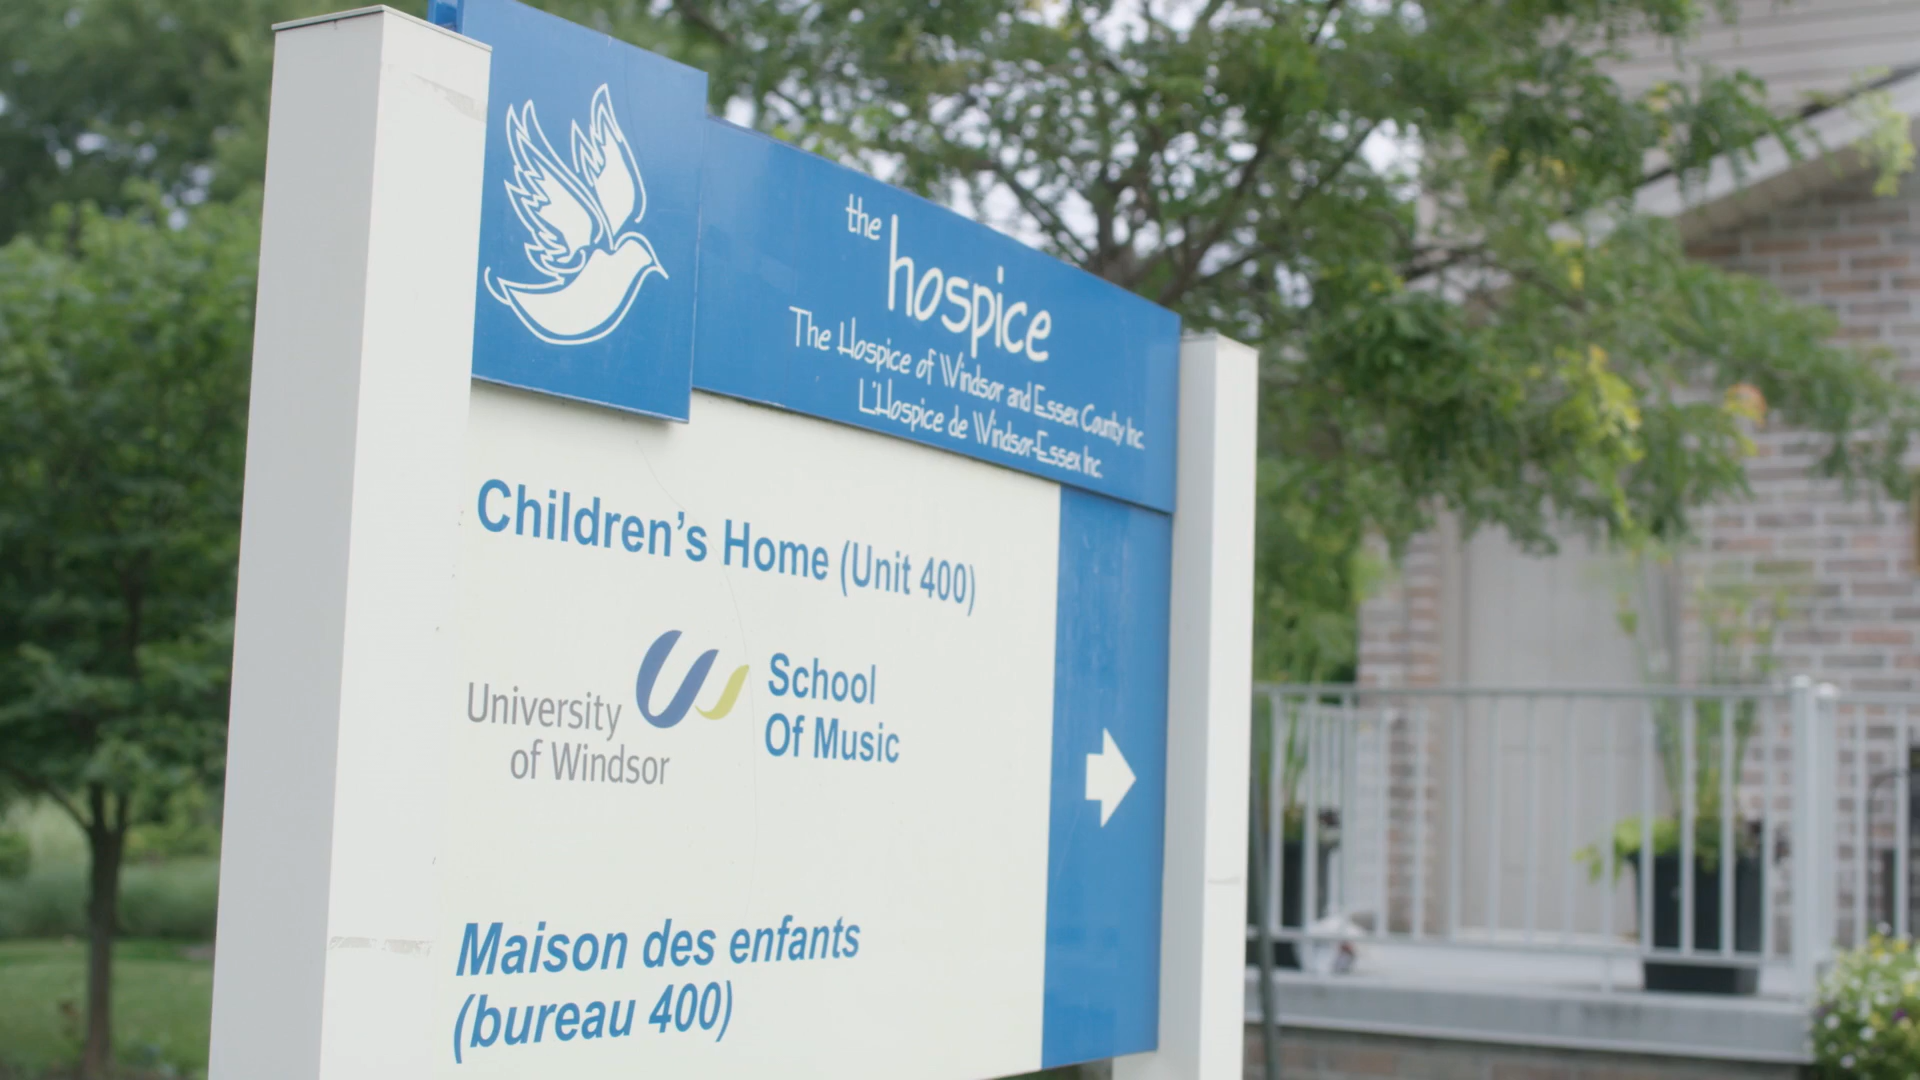 the hospice
The Hospice of Windsor and Essex County Inc.
L'Hospice de Windsor-Essex Inc.
Children's Home (Unit 400)
University
of Windsor
School
Of Music
Maison des enfants
(bureau 400)